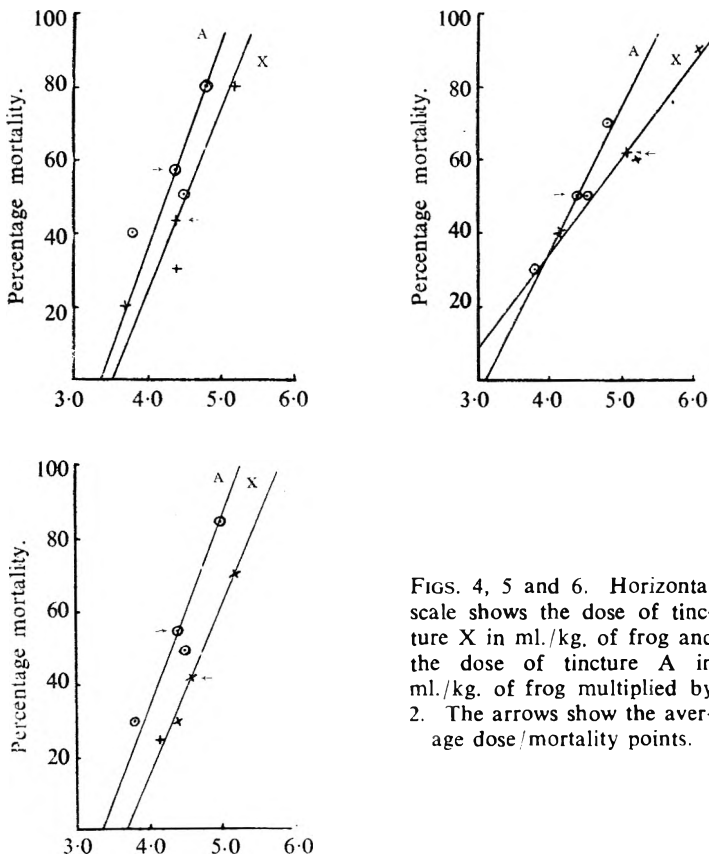 100
80
60
40
20
3·0 4·0 5·0 6·0
Percentage mortality.
A
X
100
80
60
40
20
3·0 4·0 5·0 6·0
Percentage mortality.
A
X
100
80
60
40
20
3·0 4·0 5·0 6·0
Percentage mortality.
A X
FIGS. 4, 5 and 6. Horizonta
scale shows the dose of tinc-
ture X in ml./kg. of frog and
the dose of tincture A in
ml./kg. of frog multiplied by
2. The arrows show the aver-
age dose/mortality points.